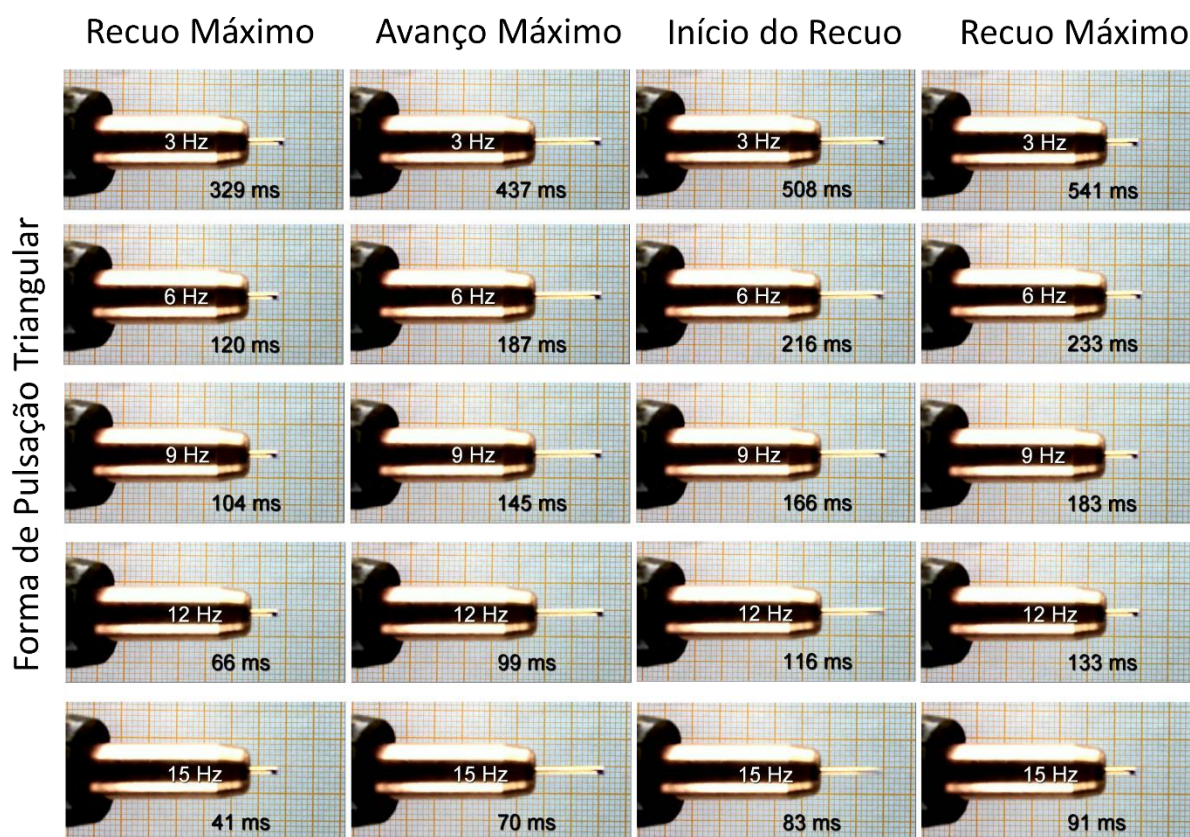 Recuo Máximo Avanço Máximo Início do Recuo Recuo Máximo
Forma de Pulsação Triangular
3 Hz 3 Hz 3 Hz 3 Hz
329 ms 437 ms 508 ms 541 ms
6 Hz 6 Hz 6 Hz 6 Hz
120 ms 187 ms 216 ms 233 ms
9 Hz 9 Hz 9 Hz 9 Hz
104 ms 145 ms 166 ms 183 ms
12 Hz 12 Hz 12 Hz 12 Hz
66 ms 99 ms 116 ms 133 ms
15 Hz 15 Hz 15 Hz 15 Hz
41 ms 70 ms 83 ms 91 ms